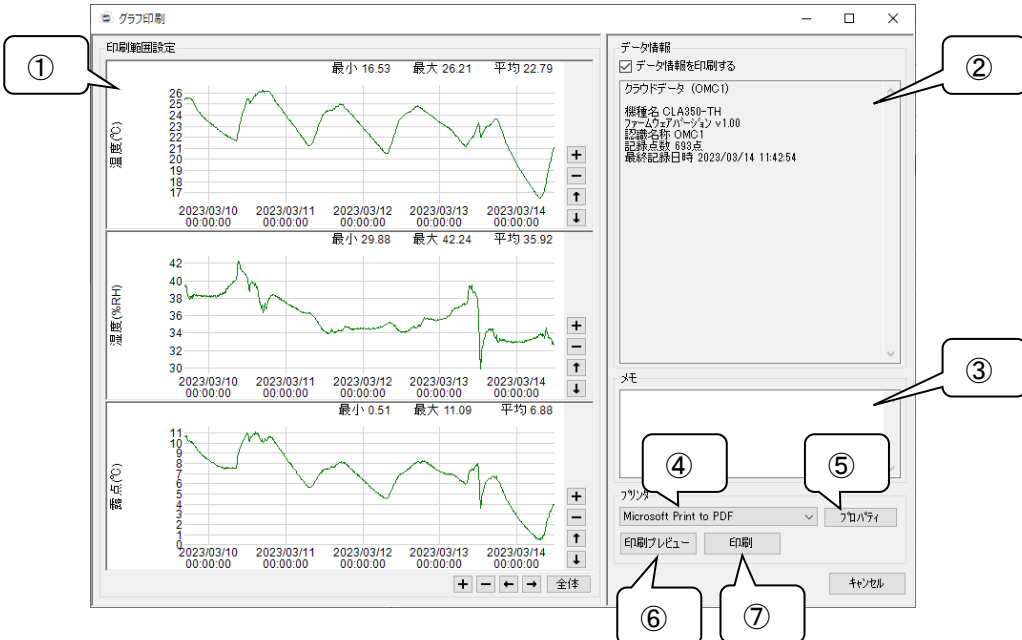 グラフ印刷
印刷範囲設定
①
最小 16.53 最大 26.21 平均 22.79
温度(℃)
26
25
24
23
22
21
20
19
18
17
2023/03/10 2023/03/11 2023/03/12 2023/03/13 2023/03/14
00:00:00 00:00:00 00:00:00 00:00:00 00:00:00
+
−
↑
↓
最小 29.88 最大 42.24 平均 35.92
湿度(%RH)
42
40
38
36
34
32
30
2023/03/10 2023/03/11 2023/03/12 2023/03/13 2023/03/14
00:00:00 00:00:00 00:00:00 00:00:00 00:00:00
+
−
↑
↓
最小 0.51 最大 11.09 平均 6.88
露点(℃)
11
10
9
8
7
6
5
4
3
2
1
0
2023/03/10 2023/03/11 2023/03/12 2023/03/13 2023/03/14
00:00:00 00:00:00 00:00:00 00:00:00 00:00:00
+
−
↑
↓
+ − ← → 全体
データ情報
データ情報を印刷する
②
クラウドデータ (OMC1)
機種名 CLA350-TH
ファームウェアバージョン v1.00
認識名称 OMC1
記録点数 693点
最終記録日時 2023/03/14 11:42:54
メモ
③
④
⑤
プリンタ
Microsoft Print to PDF
プロパティ
印刷プレビュー
印刷
キャンセル
⑥
⑦